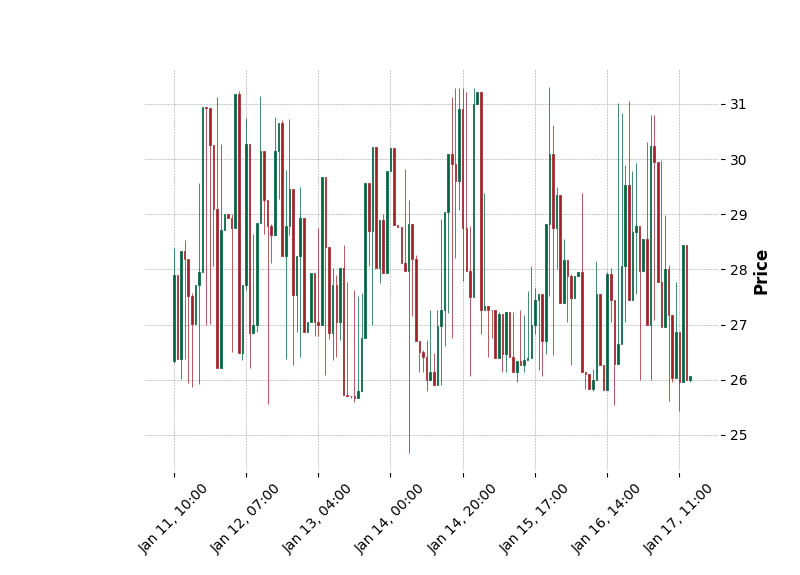 31
30
29
28
27
26
25
Price
Jan 11, 10:00
Jan 12, 07:00
Jan 13, 04:00
Jan 14, 00:00
Jan 14, 20:00
Jan 15, 17:00
Jan 16, 14:00
Jan 17, 11:00